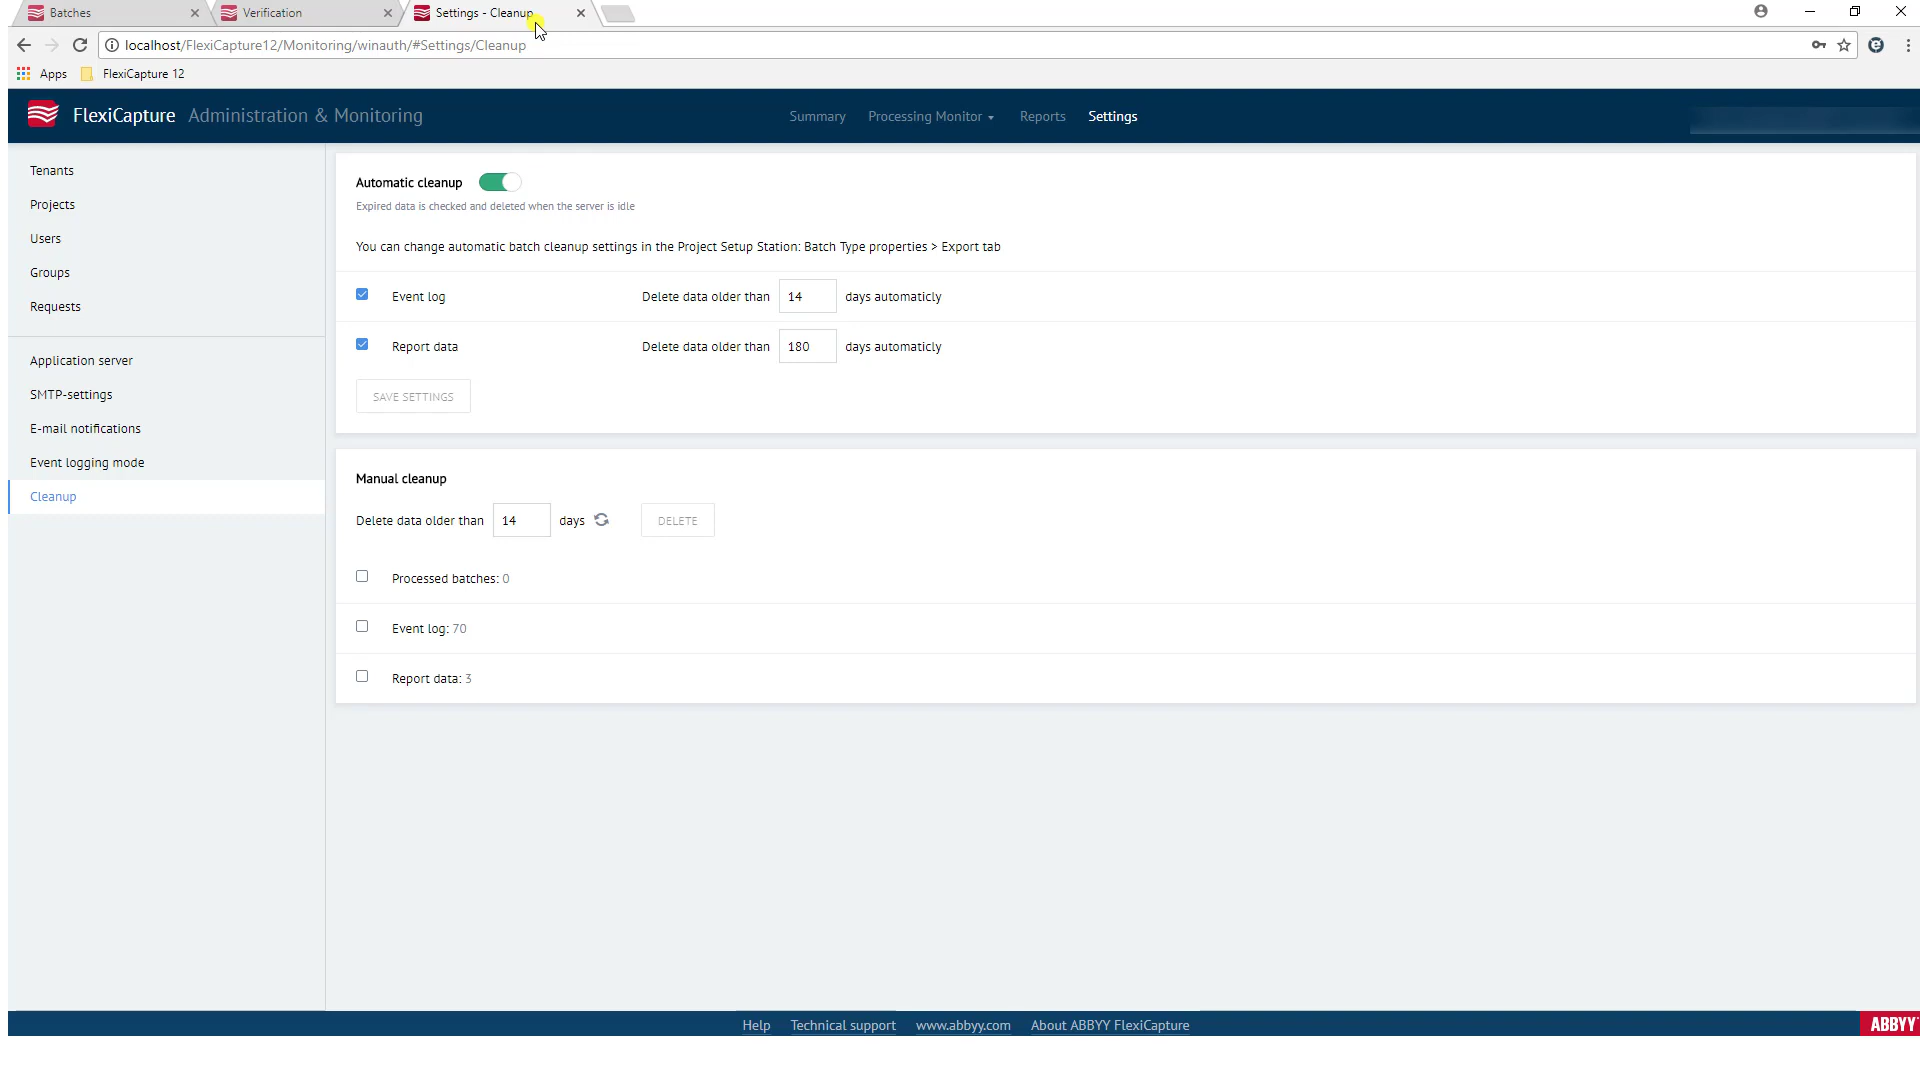 Batches
Verification
Settings - Cleanup
localhost/FlexiCapture12/Monitoring/winauth/#Settings/Cleanup
Apps
FlexiCapture 12
FlexiCapture Administration & Monitoring
Summary
Processing Monitor
Reports
Settings
Tenants
Projects
Users
Groups
Requests
Application server
SMTP-settings
E-mail notifications
Event logging mode
Cleanup
Automatic cleanup
Expired data is checked and deleted when the server is idle
You can change automatic batch cleanup settings in the Project Setup Station: Batch Type properties > Export tab
Event log Delete data older than 14 days automaticly
Report data Delete data older than 180 days automaticly
SAVE SETTINGS
Manual cleanup
Delete data older than 14 days DELETE
Processed batches: 0
Event log: 70
Report data: 3
Help Technical support www.abbyy.com About ABBYY FlexiCapture
ABBYY